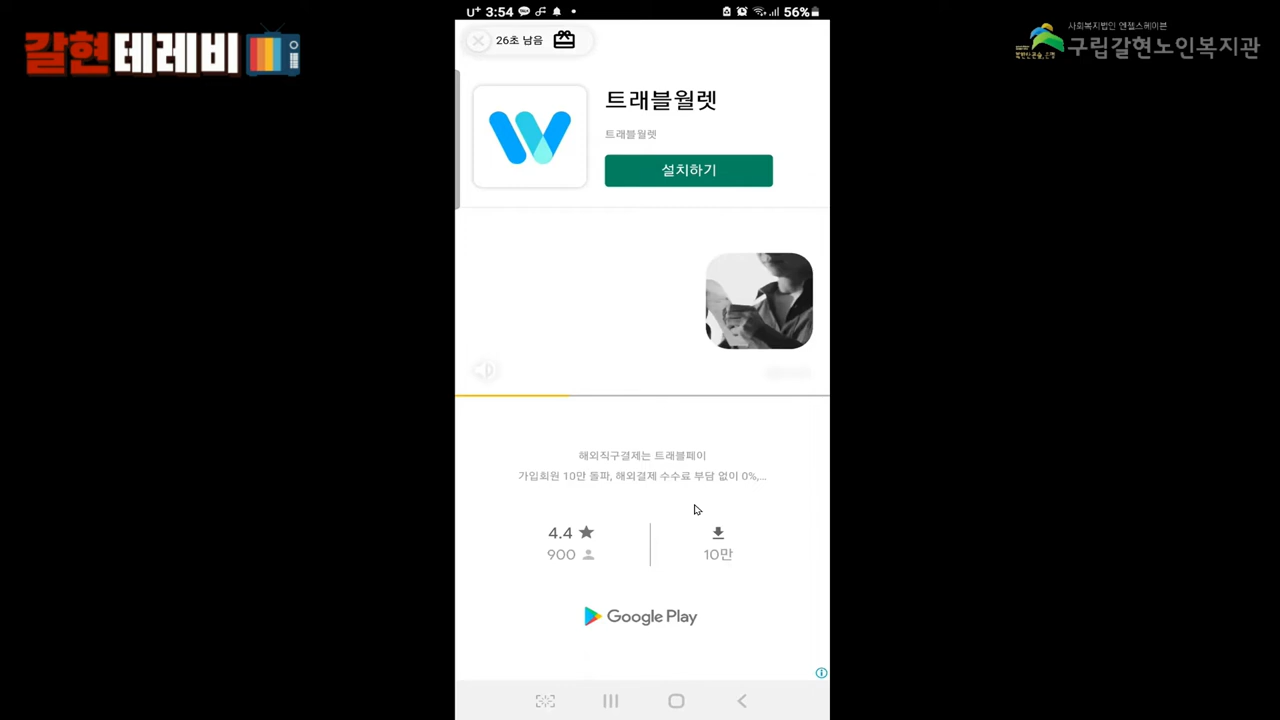 갈현테레비
사회복지법인 엔젤스헤이븐
구립갈현노인복지관
U+ 3:54
56%
26초 남음
트래블월렛
트래블월렛
설치하기
해외직구결제는 트래블페이
가입회원 10만 돌파, 해외결제 수수료 부담 없이 0%,...
4.4
900
10만
Google Play